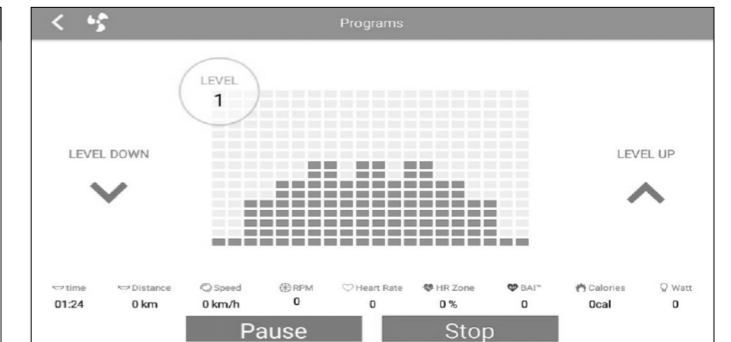 Programs
LEVEL
1
LEVEL DOWN
LEVEL UP
time Distance Speed RPM Heart Rate HR Zone BAI™ Calories Watt
01:24 0 km 0 km/h 0 0 0 % 0 0cal 0
Pause Stop